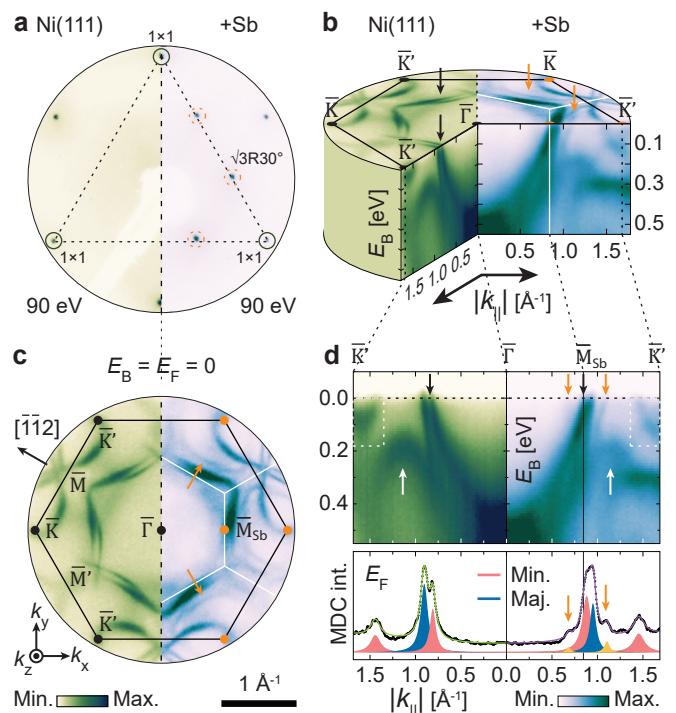 a Ni(111) +Sb
1×1
√3R30°
1×1 1×1
90 eV 90 eV
b Ni(111) +Sb
K̅' K̅
K̅ Γ̅ K̅'
K̅'
0.1
0.3
0.5
E_B [eV]
1.5 1.0 0.5
0.5 1.0 1.5
|k_||| [Å⁻¹]
c E_B = E_F = 0
[1̅1̅2]
K̅'
M̅
K̅ Γ̅ M̅_Sb
M̅'
K̅'
k_y
k_z k_x
Min. Max.
1 Å⁻¹
d K̅' Γ̅ M̅_Sb K̅'
0.0
0.2
0.4
E_B [eV]
MDC int.
E_F Min.
Maj.
1.5 1.0 0.5 0.0 0.5 1.0 1.5
|k_||| [Å⁻¹] Min. Max.